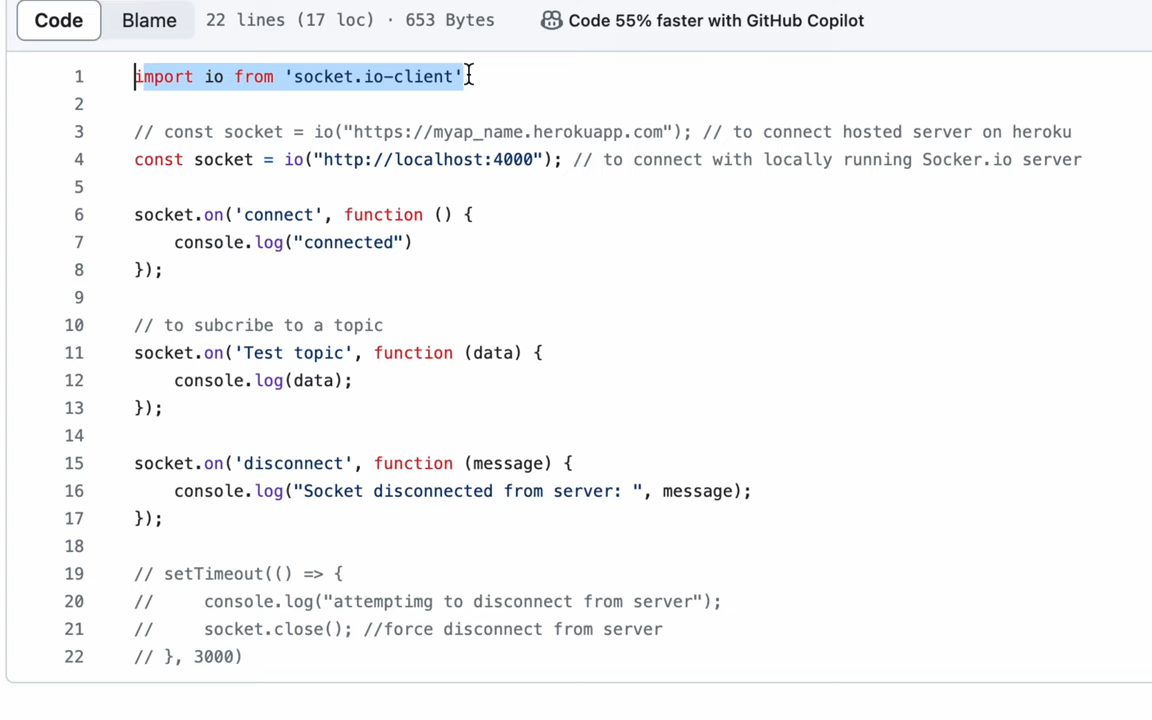 Code Blame 22 lines (17 loc) · 653 Bytes Code 55% faster with GitHub Copilot
1 import io from 'socket.io-client'
2
3 // const socket = io("https://myap_name.herokuapp.com"); // to connect hosted server on heroku
4 const socket = io("http://localhost:4000"); // to connect with locally running Socker.io server
5
6 socket.on('connect', function () {
7     console.log("connected")
8 });
9
10 // to subcribe to a topic
11 socket.on('Test topic', function (data) {
12     console.log(data);
13 });
14
15 socket.on('disconnect', function (message) {
16     console.log("Socket disconnected from server: ", message);
17 });
18
19 // setTimeout(() => {
20 //     console.log("attemptimg to disconnect from server");
21 //     socket.close(); //force disconnect from server
22 // }, 3000)